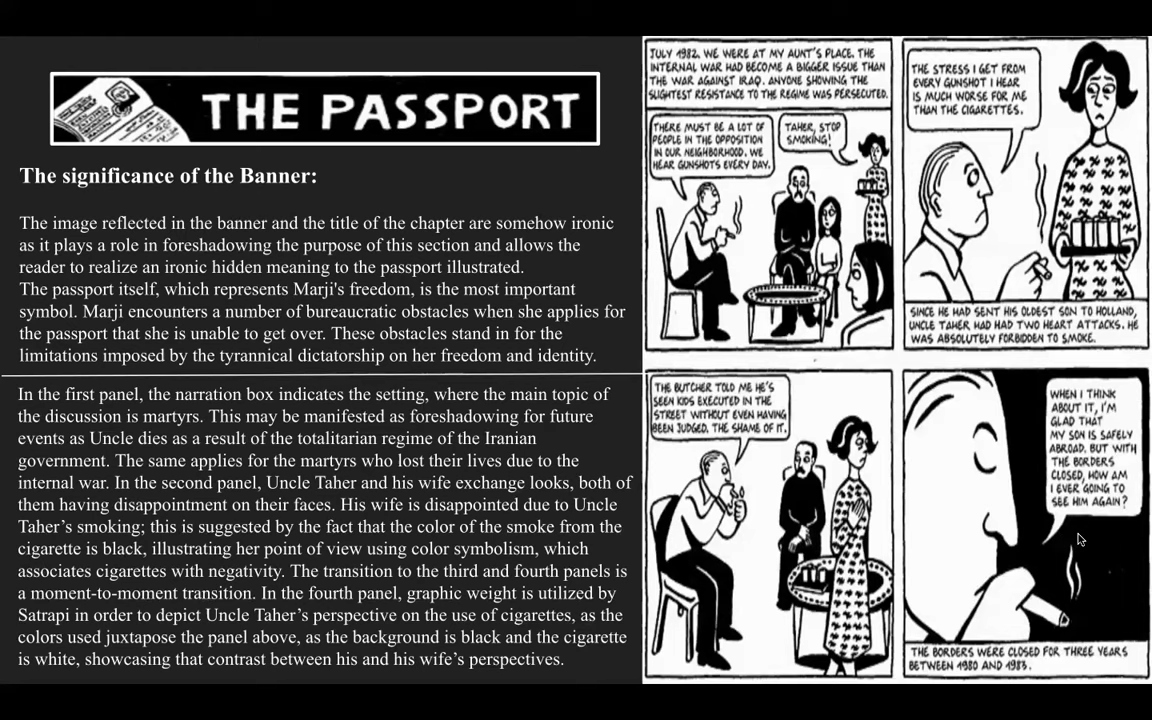 THE PASSPORT
The significance of the Banner:
The image reflected in the banner and the title of the chapter are somehow ironic
as it plays a role in foreshadowing the purpose of this section and allows the
reader to realize an ironic hidden meaning to the passport illustrated.
The passport itself, which represents Marji's freedom, is the most important
symbol. Marji encounters a number of bureaucratic obstacles when she applies for
the passport that she is unable to get over. These obstacles stand in for the
limitations imposed by the tyrannical dictatorship on her freedom and identity.
In the first panel, the narration box indicates the setting, where the main topic of
the discussion is martyrs. This may be manifested as foreshadowing for future
events as Uncle dies as a result of the totalitarian regime of the Iranian
government. The same applies for the martyrs who lost their lives due to the
internal war. In the second panel, Uncle Taher and his wife exchange looks, both of
them having disappointment on their faces. His wife is disappointed due to Uncle
Taher’s smoking; this is suggested by the fact that the color of the smoke from the
cigarette is black, illustrating her point of view using color symbolism, which
associates cigarettes with negativity. The transition to the third and fourth panels is
a moment-to-moment transition. In the fourth panel, graphic weight is utilized by
Satrapi in order to depict Uncle Taher’s perspective on the use of cigarettes, as the
colors used juxtapose the panel above, as the background is black and the cigarette
is white, showcasing that contrast between his and his wife’s perspectives.
JULY 1982. WE WERE AT MY AUNT'S PLACE. THE
INTERNAL WAR HAD BECOME A BIGGER ISSUE THAN
THE WAR AGAINST IRAQ. ANYONE SHOWING THE
SLIGHTEST RESISTANCE TO THE REGIME WAS PERSECUTED.
THERE MUST BE A LOT OF
PEOPLE IN THE OPPOSITION
IN OUR NEIGHBORHOOD. WE
HEAR GUNSHOTS EVERY DAY.
TAHER, STOP
SMOKING!
THE STRESS I GET FROM
EVERY GUNSHOT I HEAR
IS MUCH WORSE FOR ME
THAN THE CIGARETTES.
SINCE HE HAD SENT HIS OLDEST SON TO HOLLAND,
UNCLE TAHER HAD HAD TWO HEART ATTACKS. HE
WAS ABSOLUTELY FORBIDDEN TO SMOKE.
THE BUTCHER TOLD ME HE'S
SEEN KIDS EXECUTED IN THE
STREET WITHOUT EVEN HAVING
BEEN JUDGED. THE SHAME OF IT.
WHEN I THINK
ABOUT IT, I'M
GLAD THAT
MY SON IS SAFELY
ABROAD. BUT WITH
THE BORDERS
CLOSED, HOW AM
I EVER GOING TO
SEE HIM AGAIN?
THE BORDERS WERE CLOSED FOR THREE YEARS
BETWEEN 1980 AND 1983.